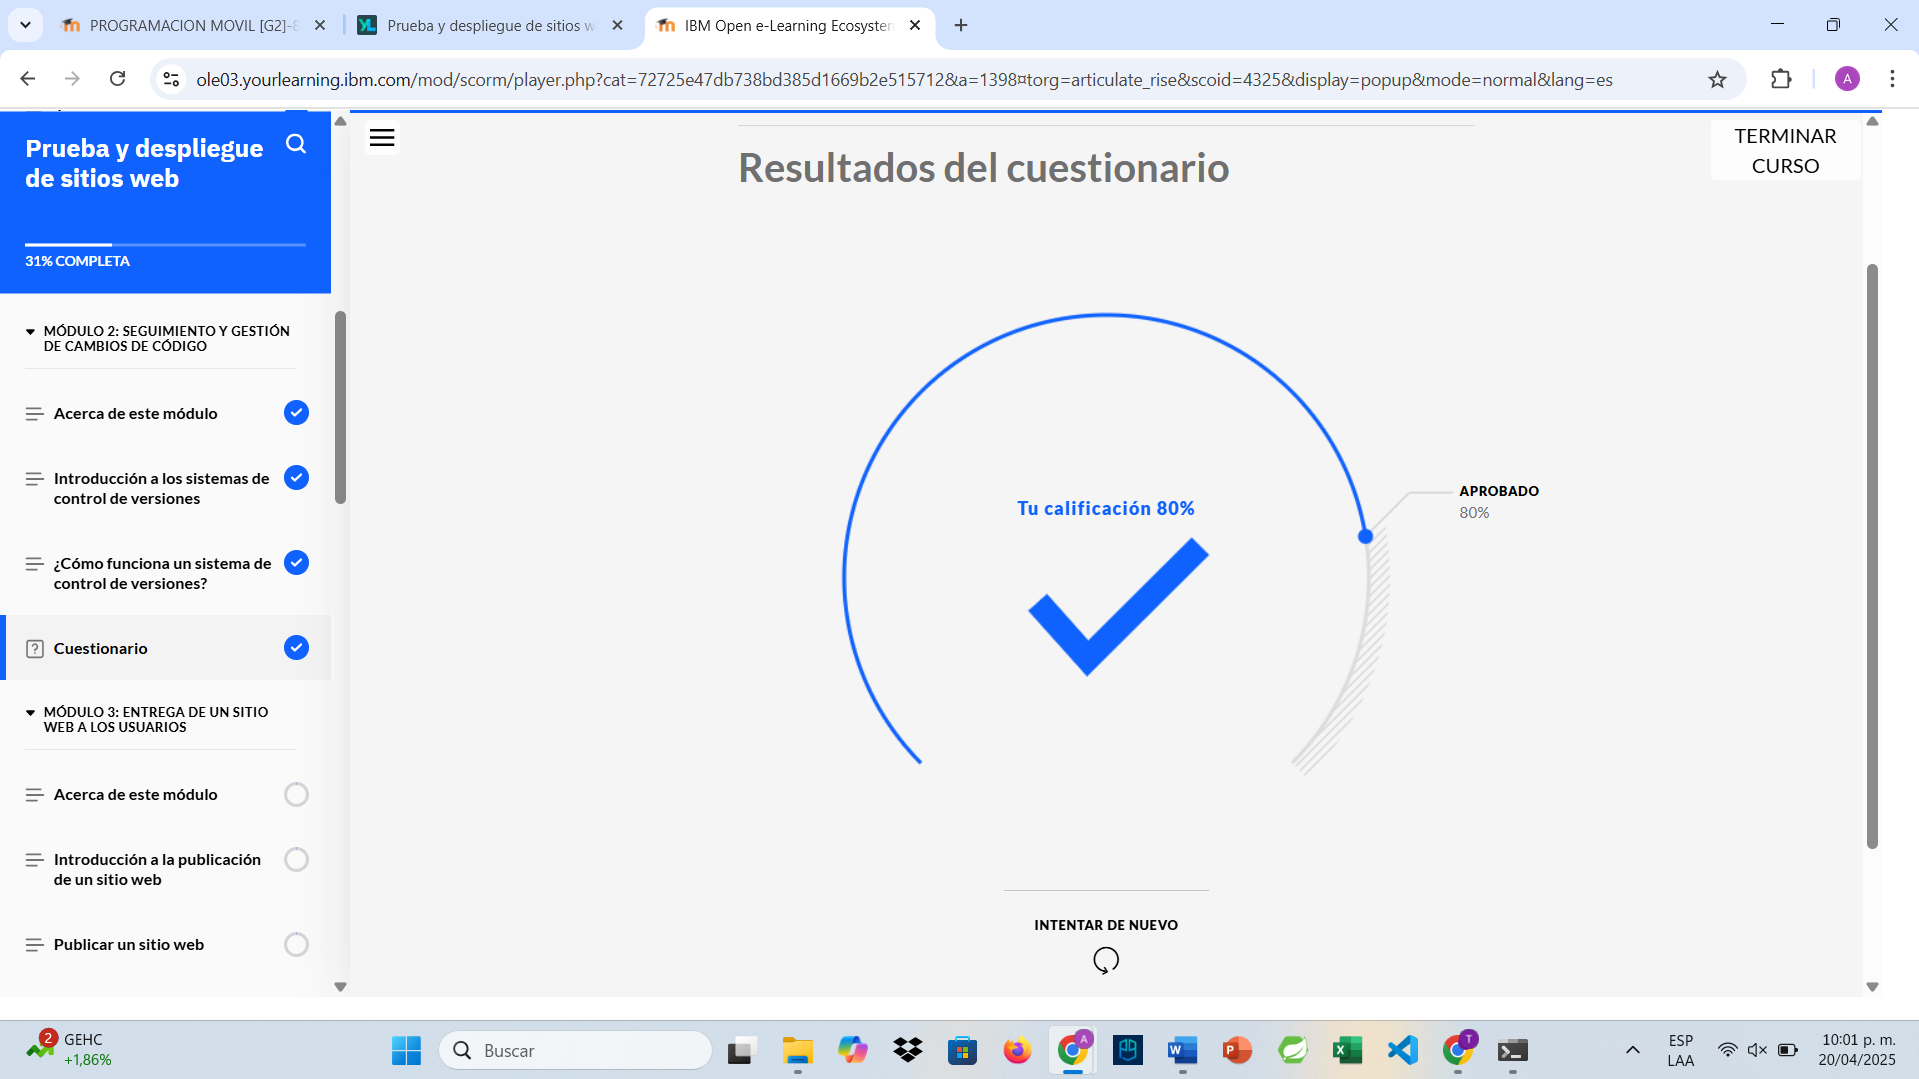 PROGRAMACION MOVIL [G2]-8
Prueba y despliegue de sitios w
IBM Open e-Learning Ecosystem
ole03.yourlearning.ibm.com/mod/scorm/player.php?cat=72725e47db738bd385d1669b2e515712&a=1398¤torg=articulate_rise&scoid=4325&display=popup&mode=normal&lang=es
A
Prueba y despliegue
de sitios web
31% COMPLETA
MÓDULO 2: SEGUIMIENTO Y GESTIÓN
DE CAMBIOS DE CÓDIGO
Acerca de este módulo
Introducción a los sistemas de
control de versiones
¿Cómo funciona un sistema de
control de versiones?
Cuestionario
MÓDULO 3: ENTREGA DE UN SITIO
WEB A LOS USUARIOS
Acerca de este módulo
Introducción a la publicación
de un sitio web
Publicar un sitio web
TERMINAR
CURSO
Resultados del cuestionario
Tu calificación 80%
APROBADO
80%
INTENTAR DE NUEVO
2
GEHC
+1,86%
Buscar
A
T
ESP
LAA
10:01 p. m.
20/04/2025